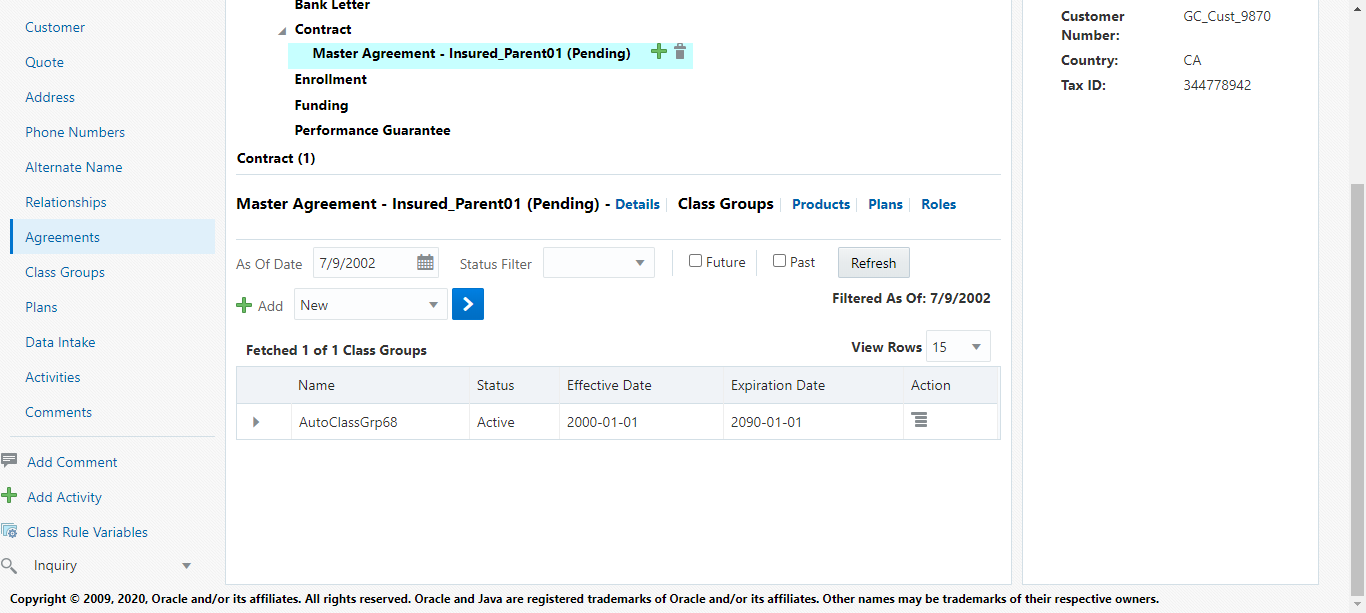 Customer
Quote
Address
Phone Numbers
Alternate Name
Relationships
Agreements
Class Groups
Plans
Data Intake
Activities
Comments
Add Comment
Add Activity
Class Rule Variables
Inquiry
Bank Letter
Contract
Master Agreement - Insured_Parent01 (Pending)
Enrollment
Funding
Performance Guarantee
Contract (1)
Master Agreement - Insured_Parent01 (Pending) - Details Class Groups Products Plans Roles
As Of Date 7/9/2002 Status Filter Future Past Refresh
Add New Filtered As Of: 7/9/2002
Fetched 1 of 1 Class Groups View Rows 15
Name Status Effective Date Expiration Date Action
AutoClassGrp68 Active 2000-01-01 2090-01-01
Customer Number: GC_Cust_9870
Country: CA
Tax ID: 344778942
Copyright © 2009, 2020, Oracle and/or its affiliates. All rights reserved. Oracle and Java are registered trademarks of Oracle and/or its affiliates. Other names may be trademarks of their respective owners.